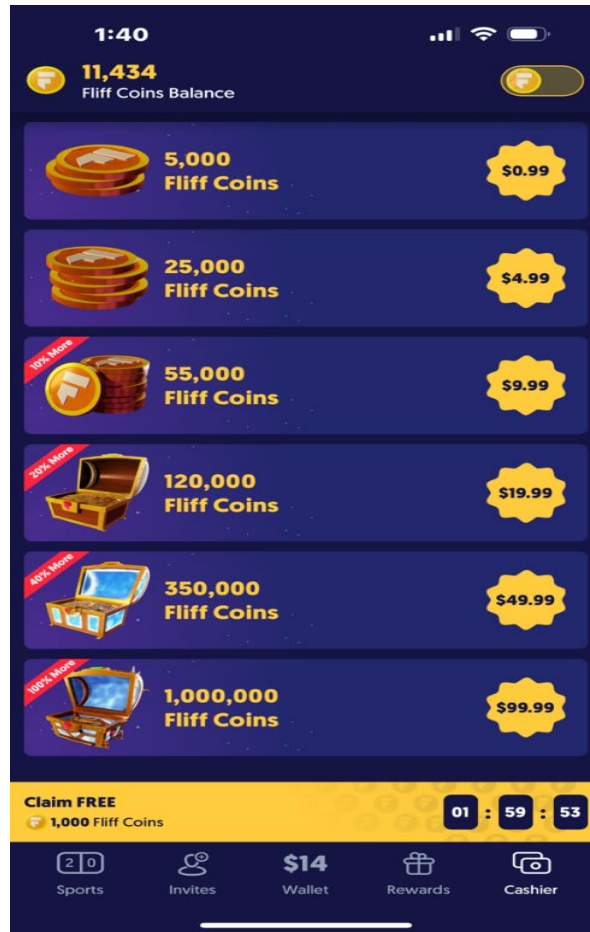 1:40
11,434
Fliff Coins Balance
5,000
Fliff Coins
$0.99
25,000
Fliff Coins
$4.99
10% More
55,000
Fliff Coins
$9.99
20% More
120,000
Fliff Coins
$19.99
40% More
350,000
Fliff Coins
$49.99
100% More
1,000,000
Fliff Coins
$99.99
Claim FREE
1,000 Fliff Coins
01 : 59 : 53
2 0
$14
Sports
Invites
Wallet
Rewards
Cashier